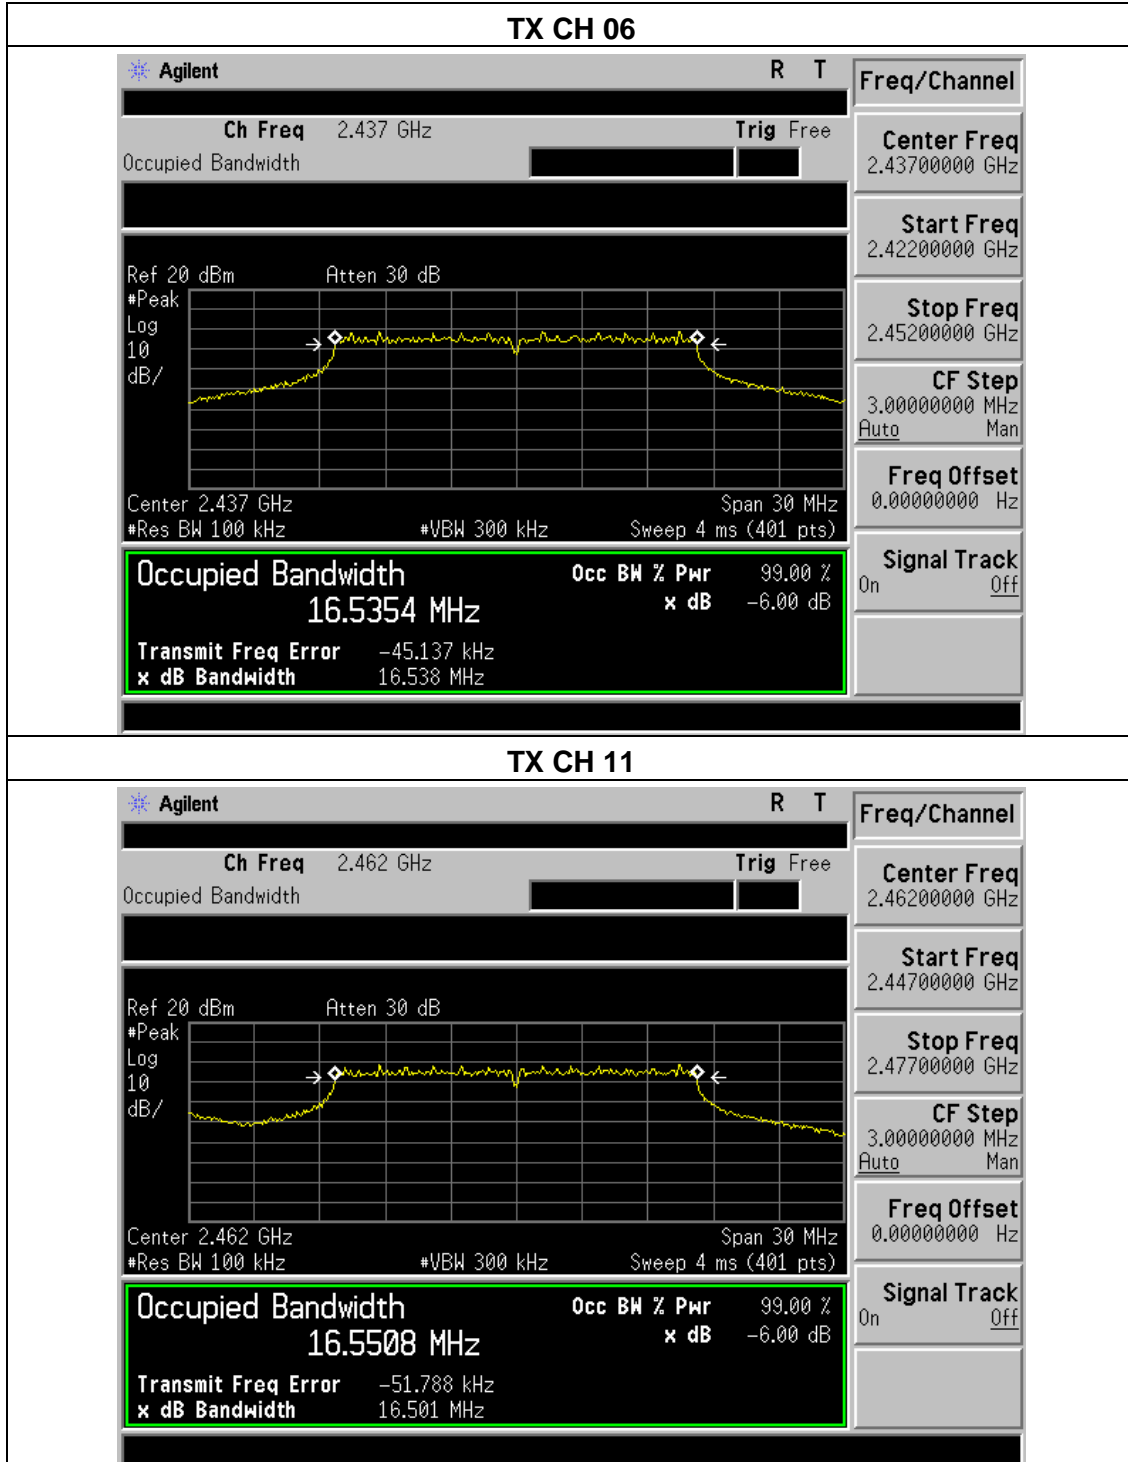 TX CH 06
Agilent R T
Freq/Channel
Ch Freq 2.437 GHz Trig Free
Occupied Bandwidth
Center Freq
2.43700000 GHz
Start Freq
2.42200000 GHz
Ref 20 dBm Atten 30 dB
#Peak
Log
10
dB/
Stop Freq
2.45200000 GHz
CF Step
3.00000000 MHz
Auto Man
Freq Offset
0.00000000 Hz
Center 2.437 GHz Span 30 MHz
#Res BW 100 kHz #VBW 300 kHz Sweep 4 ms (401 pts)
Signal Track
On Off
Occupied Bandwidth Occ BW % Pwr 99.00 %
16.5354 MHz x dB -6.00 dB
Transmit Freq Error -45.137 kHz
x dB Bandwidth 16.538 MHz
TX CH 11
Agilent R T
Freq/Channel
Ch Freq 2.462 GHz Trig Free
Occupied Bandwidth
Center Freq
2.46200000 GHz
Start Freq
2.44700000 GHz
Ref 20 dBm Atten 30 dB
#Peak
Log
10
dB/
Stop Freq
2.47700000 GHz
CF Step
3.00000000 MHz
Auto Man
Freq Offset
0.00000000 Hz
Center 2.462 GHz Span 30 MHz
#Res BW 100 kHz #VBW 300 kHz Sweep 4 ms (401 pts)
Signal Track
On Off
Occupied Bandwidth Occ BW % Pwr 99.00 %
16.5508 MHz x dB -6.00 dB
Transmit Freq Error -51.788 kHz
x dB Bandwidth 16.501 MHz